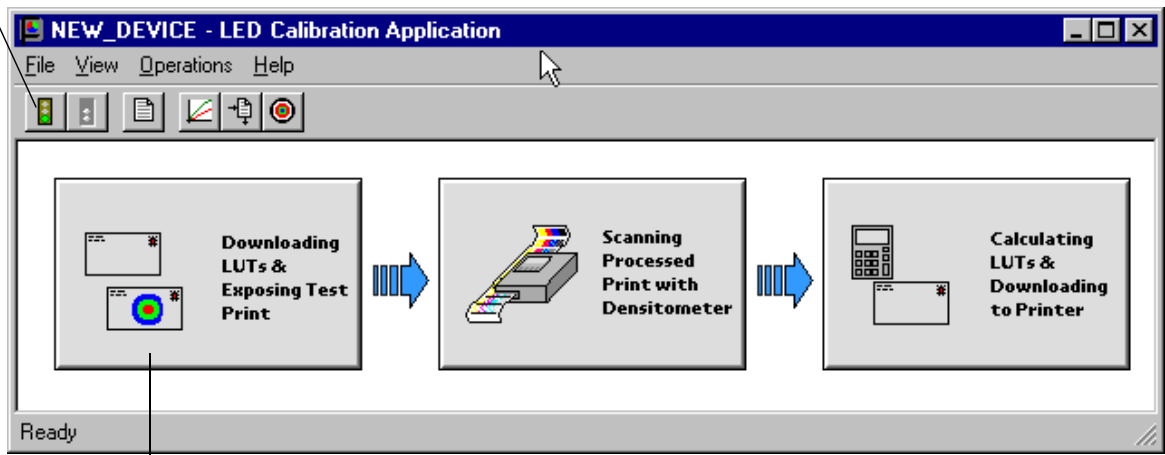 NEW_DEVICE - LED Calibration Application
File View Operations Help
Downloading
LUTs &
Exposing Test
Print
Scanning
Processed
Print with
Densitometer
Calculating
LUTs &
Downloading
to Printer
Ready